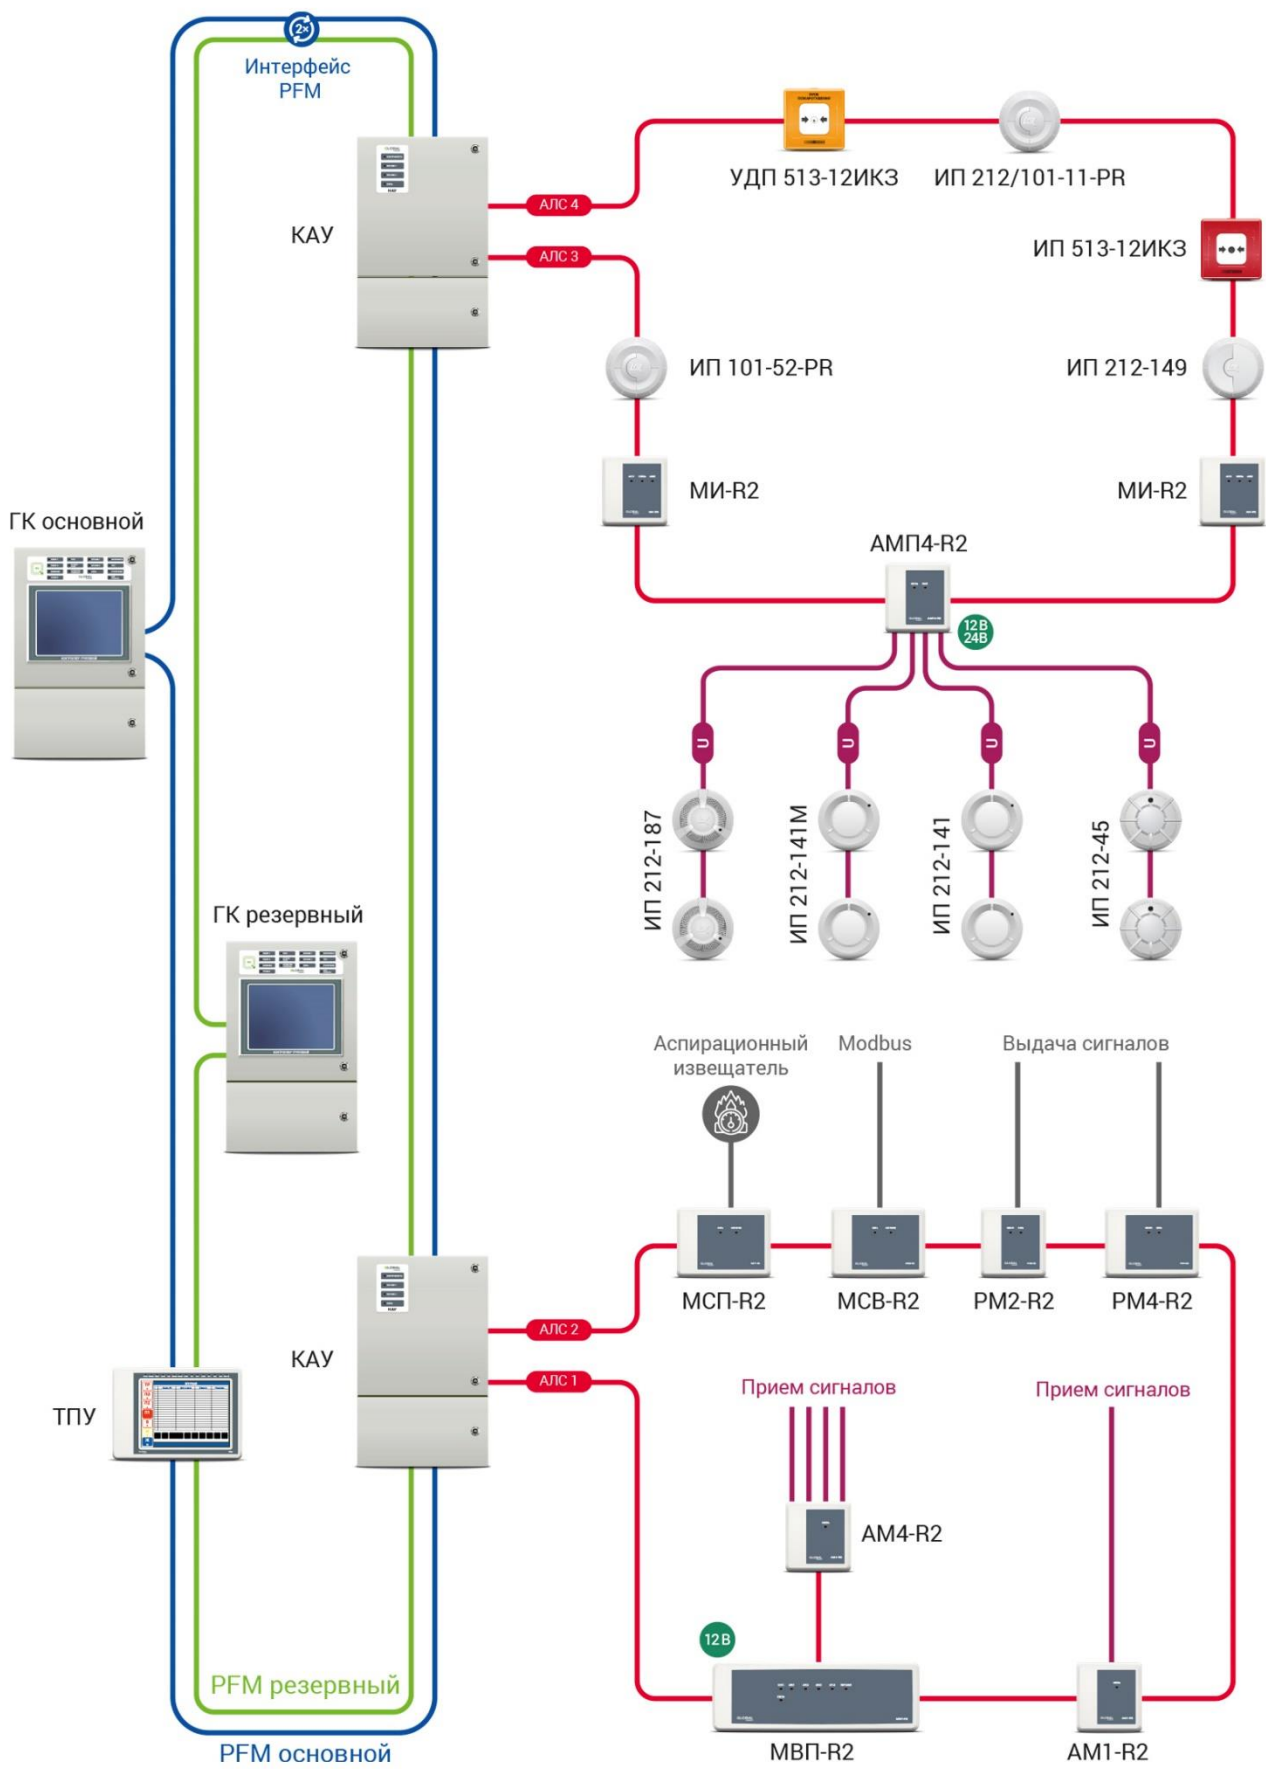 2×
Интерфейс
PFM
КАУ
АЛС 4
АЛС 3
УДП 513-12ИКЗ
ИП 212/101-11-PR
ИП 513-12ИКЗ
ИП 101-52-PR
ИП 212-149
МИ-R2
МИ-R2
ГК основной
АМП4-R2
12В
24В
U
U
U
U
ИП 212-187
ИП 212-141М
ИП 212-141
ИП 212-45
ГК резервный
Аспирационный
извещатель
Modbus
Выдача сигналов
МСП-R2
МСВ-R2
РМ2-R2
РМ4-R2
КАУ
АЛС 2
АЛС 1
ТПУ
Прием сигналов
Прием сигналов
АМ4-R2
12В
МВП-R2
АМ1-R2
PFM резервный
PFM основной